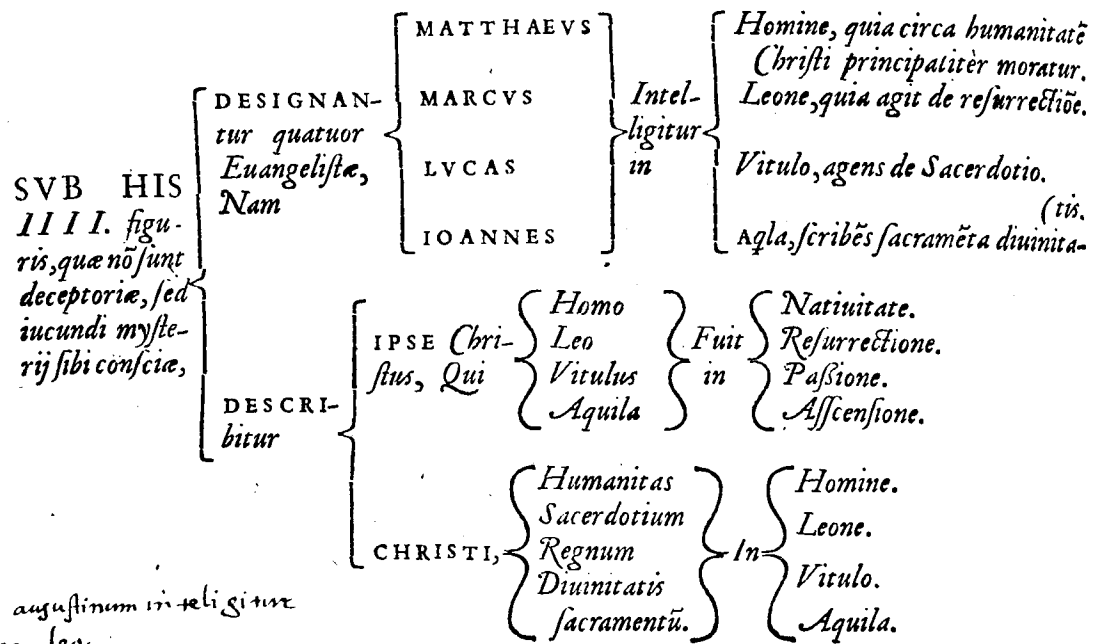 SVB HIS
IIII. figu-
ris, quæ nõ sunt
deceptoriæ, sed
iucundi myste-
rij sibi consciæ,
DESIGNAN-
tur quatuor
Euangelistæ,
Nam
MATTHAEVS
MARCVS
LVCAS
IOANNES
Intel-
ligitur
in
Homine, quia circa humanitatẽ
Christi principalitèr moratur.
Leone, quia agit de resurrectiõe.
Vitulo, agens de Sacerdotio.
(tis.
Aq̃la, scribẽs sacramẽta diuinita-
DESCRI-
bitur
IPSE Chri-
stus, Qui
Homo
Leo
Vitulus
Aquila
Fuit
in
Natiuitate.
Resurrectione.
Paßione.
Asscensione.
CHRISTI,
Humanitas
Sacerdotium
Regnum
Diuinitatis
sacramentũ.
In
Homine.
Leone.
Vitulo.
Aquila.
augustinum inteligitur